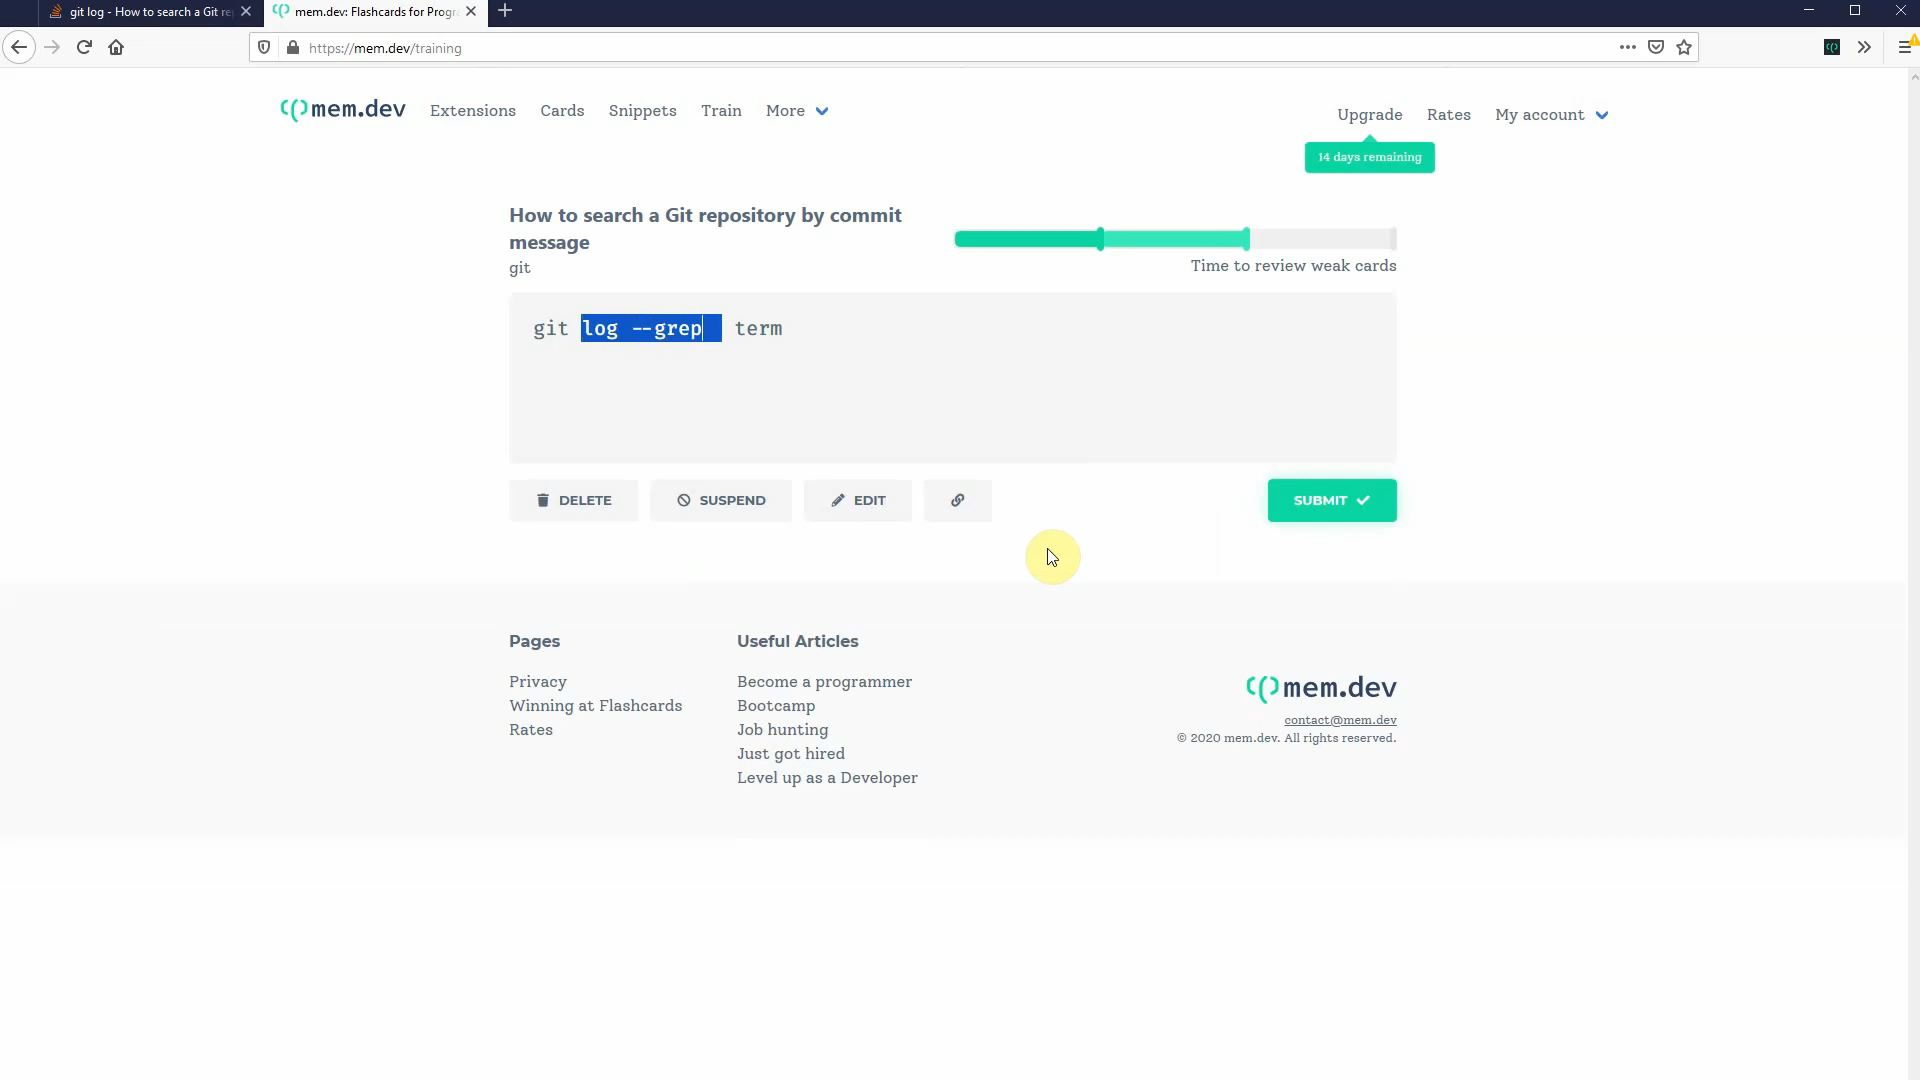 git log - How to search a Git re
mem.dev: Flashcards for Progr
https://mem.dev/training
mem.dev
Extensions
Cards
Snippets
Train
More
Upgrade
Rates
My account
14 days remaining
How to search a Git repository by commit
message
git
Time to review weak cards
git log --grep term
DELETE
SUSPEND
EDIT
SUBMIT
Pages
Privacy
Winning at Flashcards
Rates
Useful Articles
Become a programmer
Bootcamp
Job hunting
Just got hired
Level up as a Developer
mem.dev
contact@mem.dev
© 2020 mem.dev. All rights reserved.